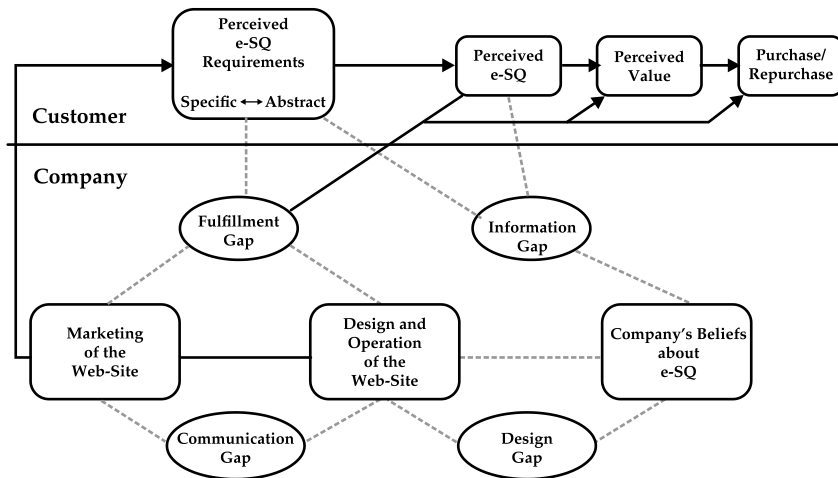 Perceived
e-SQ
Requirements
Specific ↔ Abstract
Perceived
e-SQ
Perceived
Value
Purchase/
Repurchase
Customer
Company
Fulfillment
Gap
Information
Gap
Marketing
of the
Web-Site
Design and
Operation
of the
Web-Site
Company's Beliefs
about
e-SQ
Communication
Gap
Design
Gap